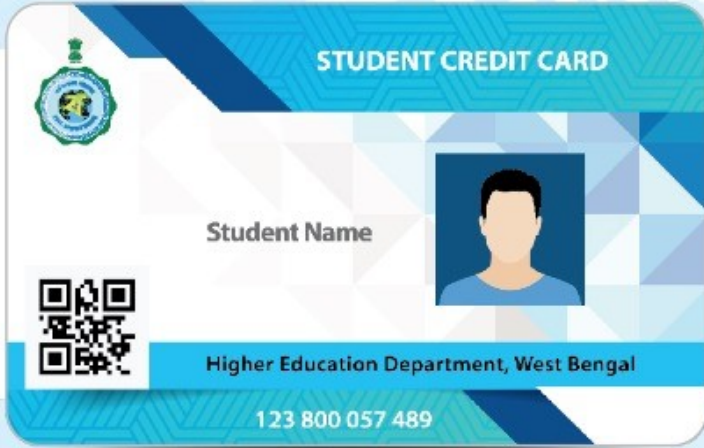 STUDENT CREDIT CARD
Student Name
Higher Education Department, West Bengal
123 800 057 489